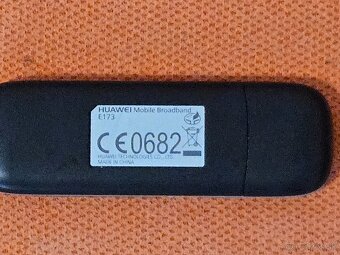 HUAWEI Mobile Broadband
E173
CE0682
HUAWEI TECHNOLOGIES CO., LTD.
MADE IN CHINA